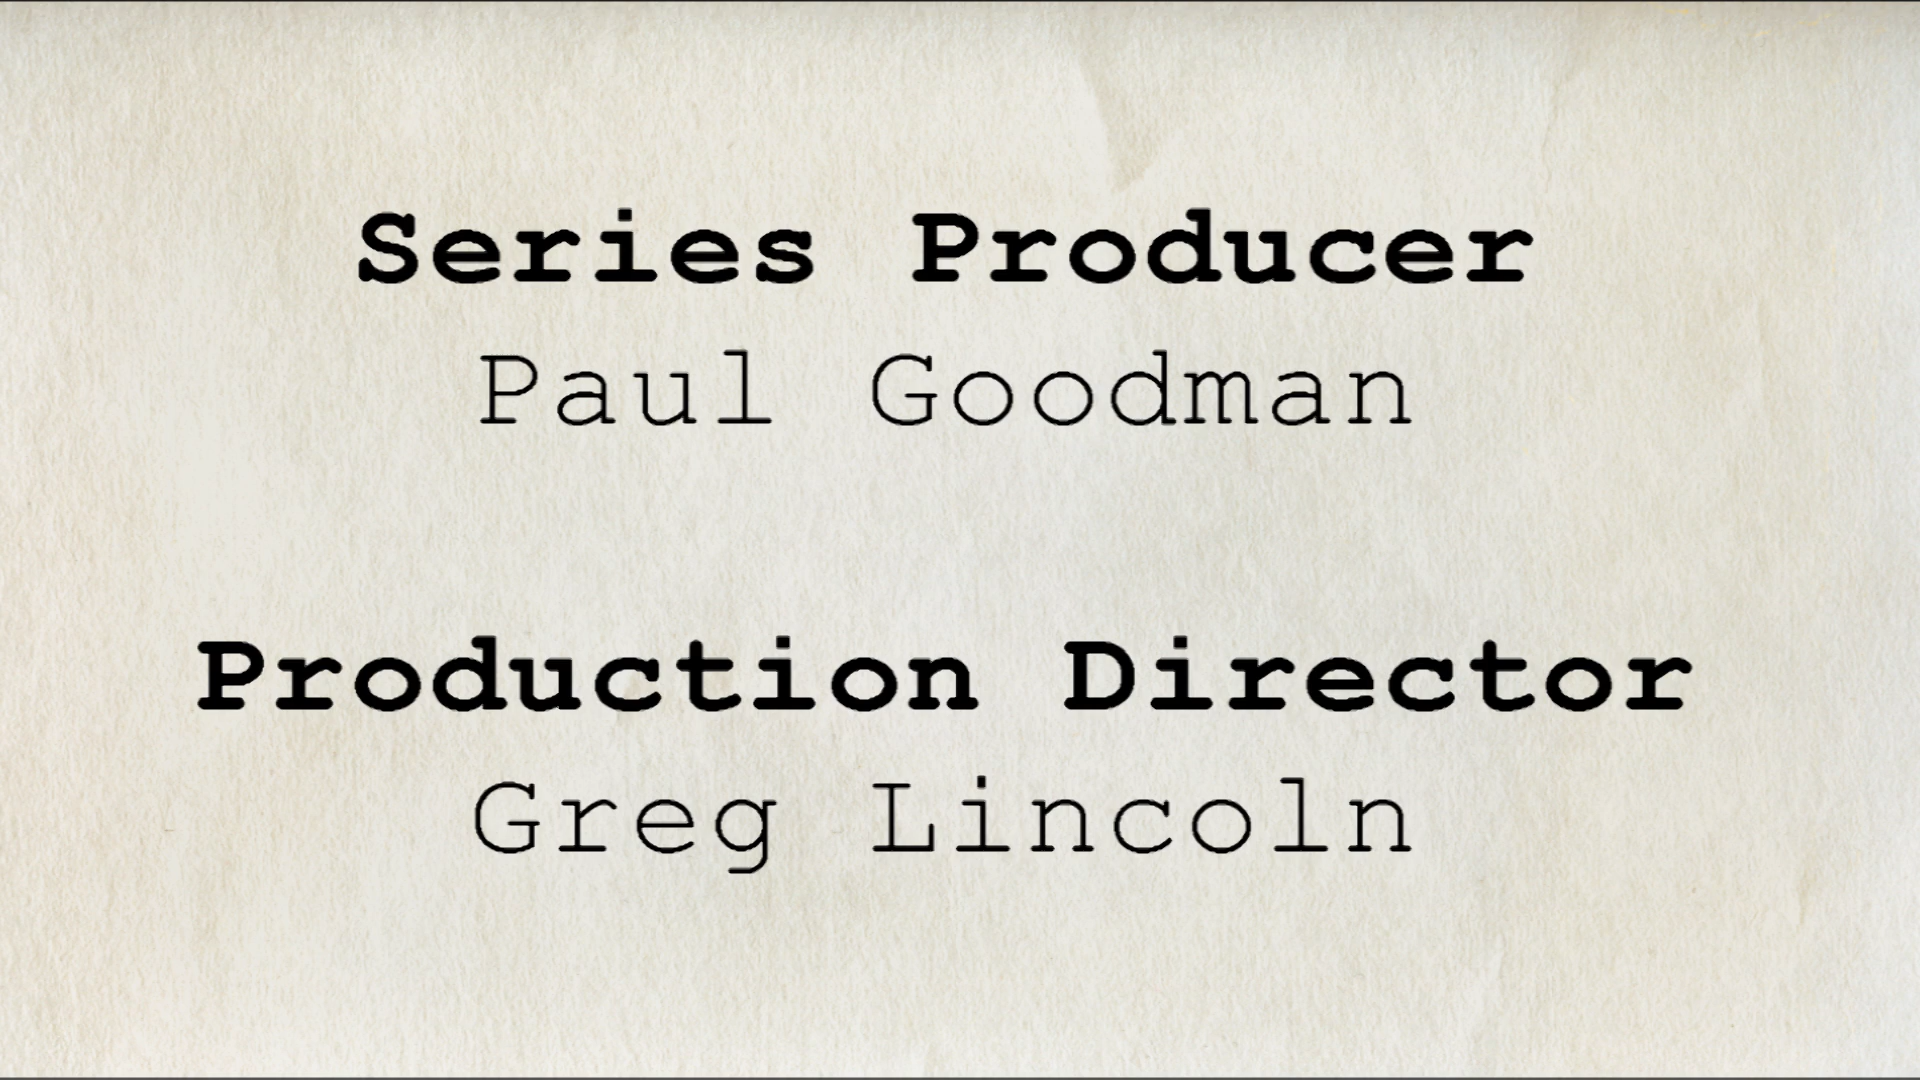 Series Producer
Paul Goodman
Production Director
Greg Lincoln